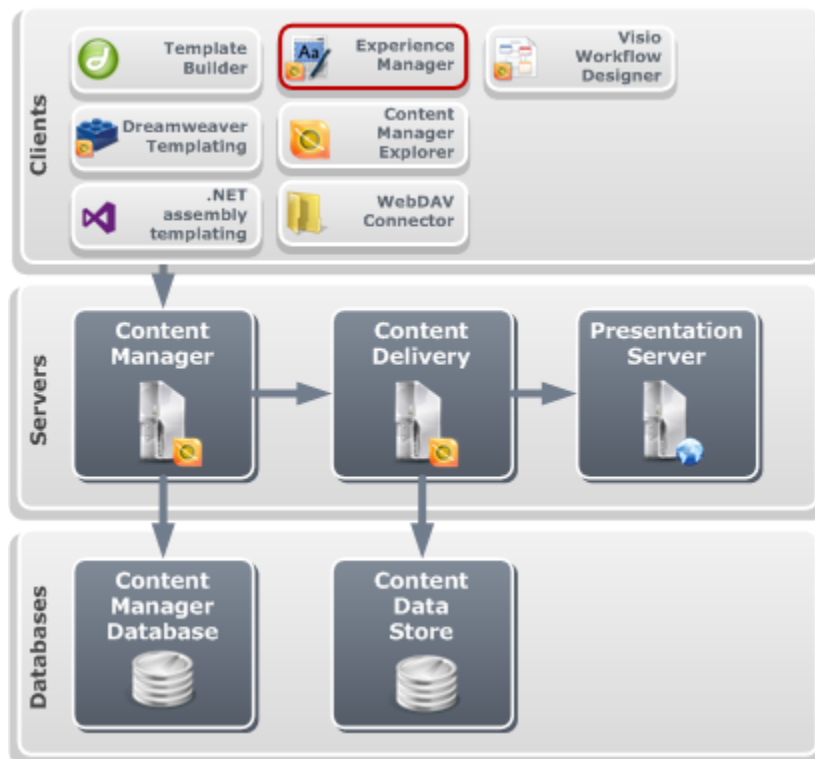 Clients
Template
Builder
Experience
Manager
Visio
Workflow
Designer
Dreamweaver
Templating
Content
Manager
Explorer
.NET
assembly
templating
WebDAV
Connector
Servers
Content
Manager
Content
Delivery
Presentation
Server
Databases
Content
Manager
Database
Content
Data
Store